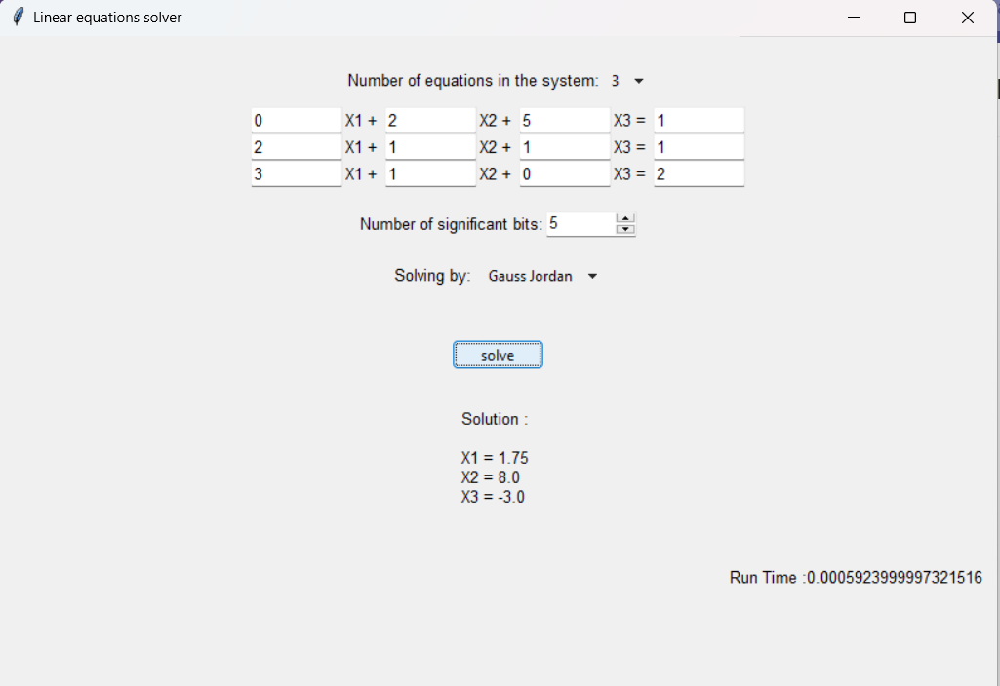 Linear equations solver
Number of equations in the system: 3
0 X1 + 2 X2 + 5 X3 = 1
2 X1 + 1 X2 + 1 X3 = 1
3 X1 + 1 X2 + 0 X3 = 2
Number of significant bits: 5
Solving by: Gauss Jordan
solve
Solution :
X1 = 1.75
X2 = 8.0
X3 = -3.0
Run Time :0.0005923999997321516